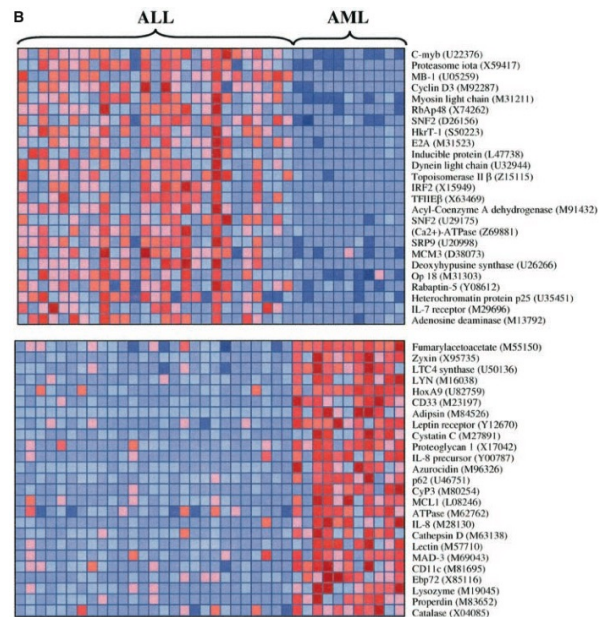 B
ALL AML
C-myb (U22376)
Proteasome iota (X59417)
MB-1 (U05259)
Cyclin D3 (M92287)
Myosin light chain (M31211)
RbAp48 (X74262)
SNF2 (D26156)
HkrT-1 (S50223)
E2A (M31523)
Inducible protein (L47738)
Dynein light chain (U32944)
Topoisomerase II β (Z15115)
IRF2 (X15949)
TFIIEβ (X63469)
Acyl-Coenzyme A dehydrogenase (M91432)
SNF2 (U29175)
(Ca2+)-ATPase (Z69881)
SRP9 (U20998)
MCM3 (D38073)
Deoxyhypusine synthase (U26266)
Op 18 (M31303)
Rabaptin-5 (Y08612)
Heterochromatin protein p25 (U35451)
IL-7 receptor (M29696)
Adenosine deaminase (M13792)
Fumarylacetoacetate (M55150)
Zyxin (X95735)
LTC4 synthase (U50136)
LYN (M16038)
HoxA9 (U82759)
CD33 (M23197)
Adipsin (M84526)
Leptin receptor (Y12670)
Cystatin C (M27891)
Proteoglycan 1 (X17042)
IL-8 precursor (Y00787)
Azurocidin (M96326)
p62 (U46751)
CyP3 (M80254)
MCL1 (L08246)
ATPase (M62762)
IL-8 (M28130)
Cathepsin D (M63138)
Lectin (M57710)
MAD-3 (M69043)
CD11c (M81695)
Ebp72 (X85116)
Lysozyme (M19045)
Properdin (M83652)
Catalase (X04085)